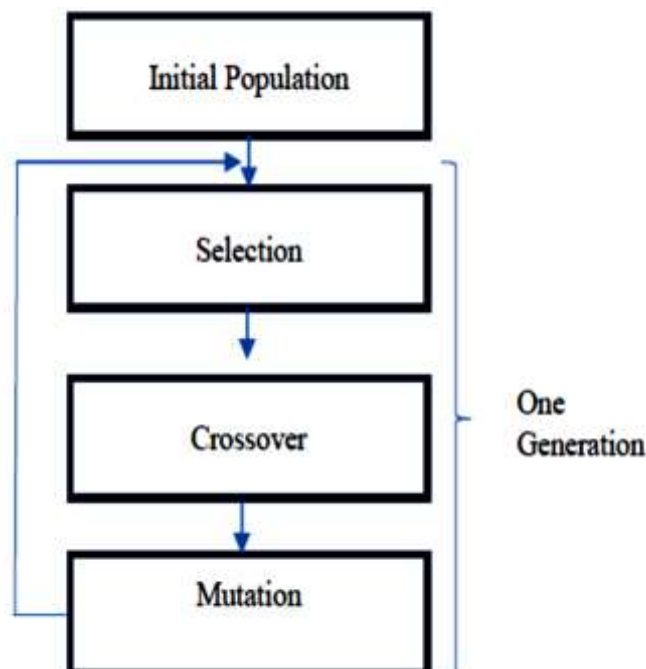 Initial Population
Selection
Crossover
One
Generation
Mutation